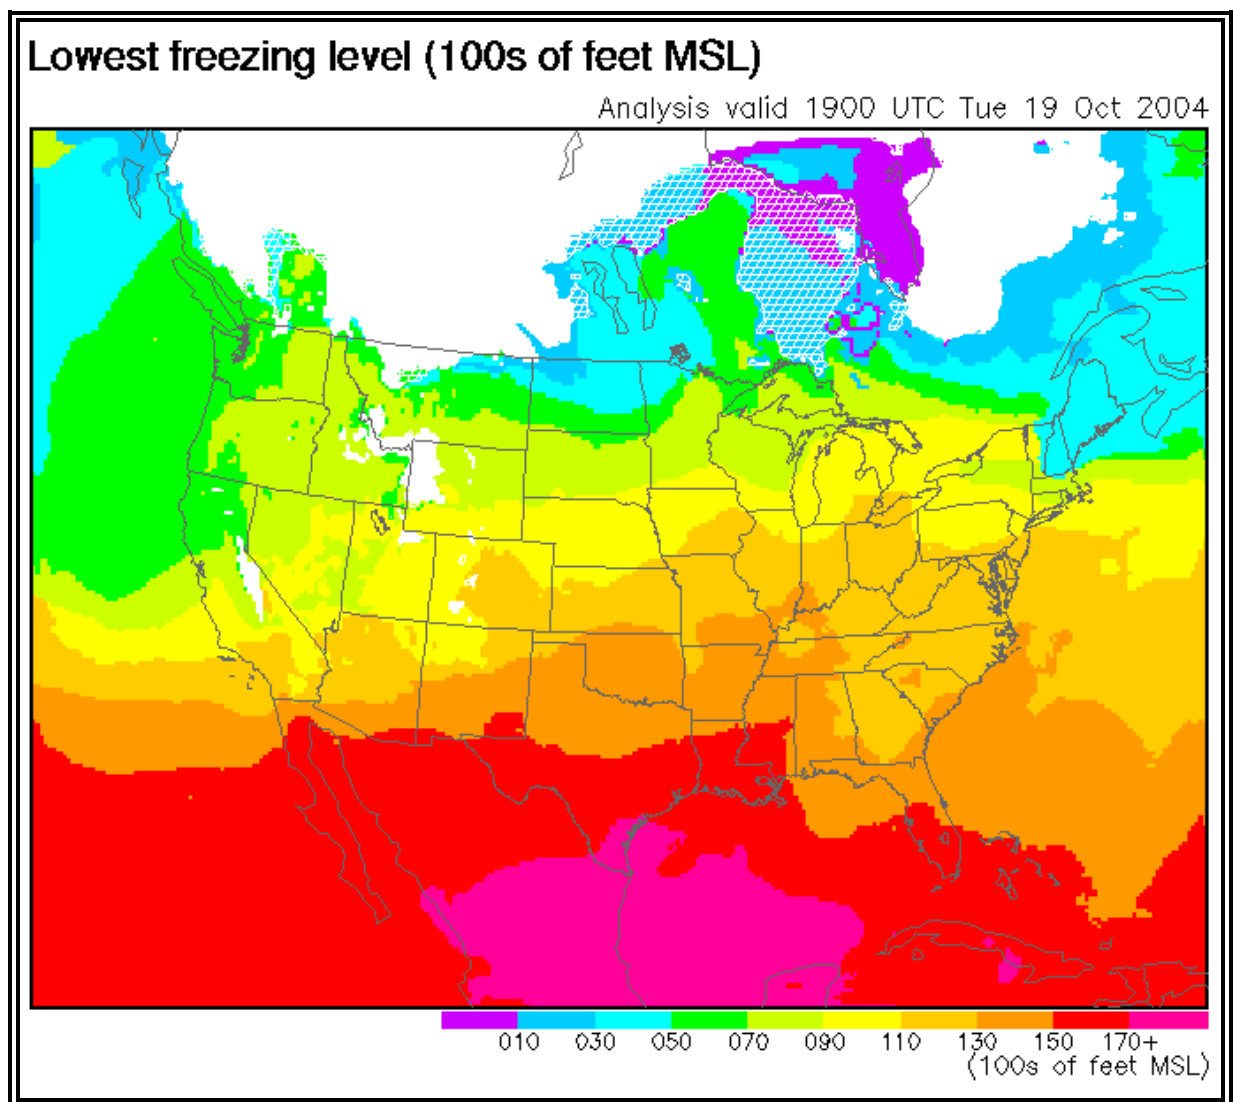 Lowest freezing level (100s of feet MSL)
Analysis valid 1900 UTC Tue 19 Oct 2004
010 030 050 070 090 110 130 150 170+
(100s of feet MSL)